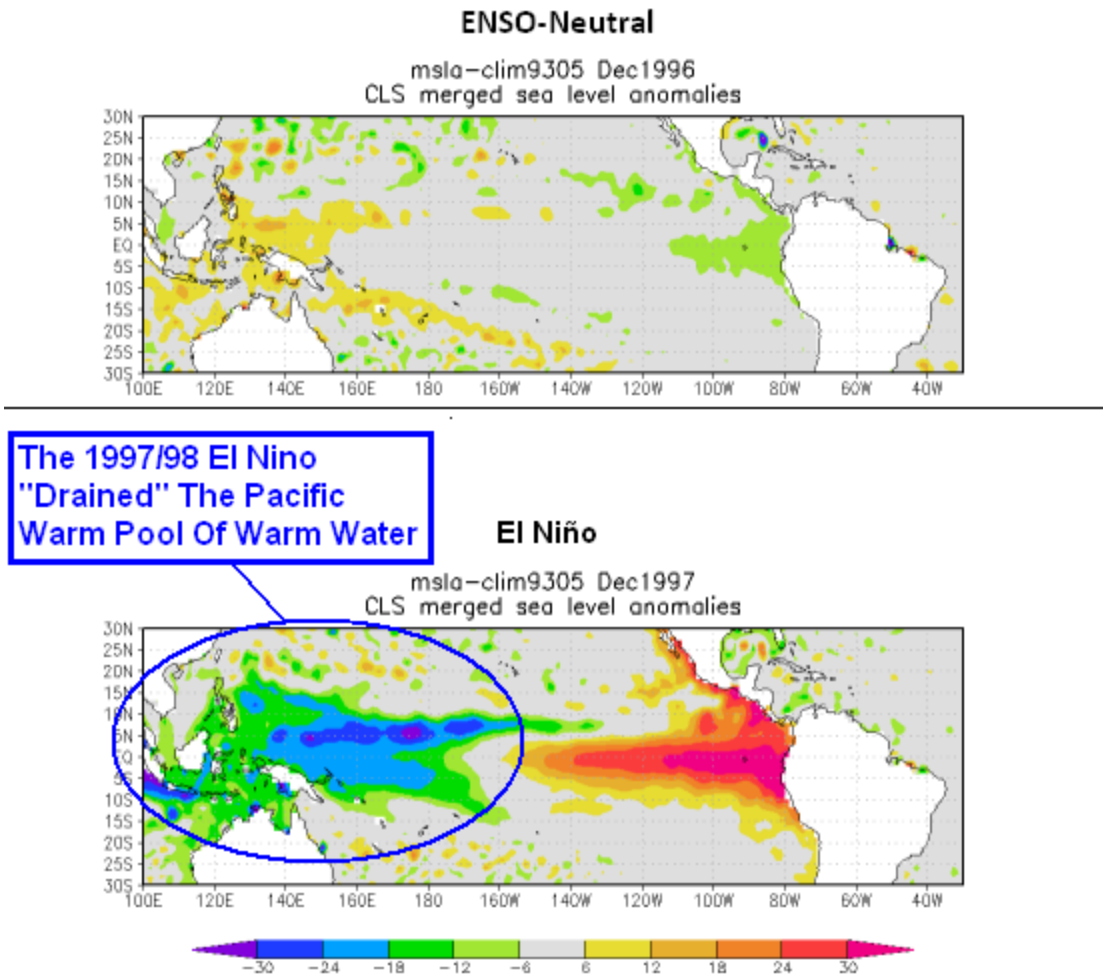 ENSO-Neutral
msla-clim9305 Dec1996
CLS merged sea level anomalies
30N
25N
20N
15N
10N
5N
EQ
5S
10S
15S
20S
25S
30S
100E 120E 140E 160E 180 160W 140W 120W 100W 80W 60W 40W
The 1997/98 El Nino
"Drained" The Pacific
Warm Pool Of Warm Water
El Niño
msla-clim9305 Dec1997
CLS merged sea level anomalies
30N
25N
20N
15N
10N
5N
EQ
5S
10S
15S
20S
25S
30S
100E 120E 140E 160E 180 160W 140W 120W 100W 80W 60W 40W
-30 -24 -18 -12 -6 6 12 18 24 30